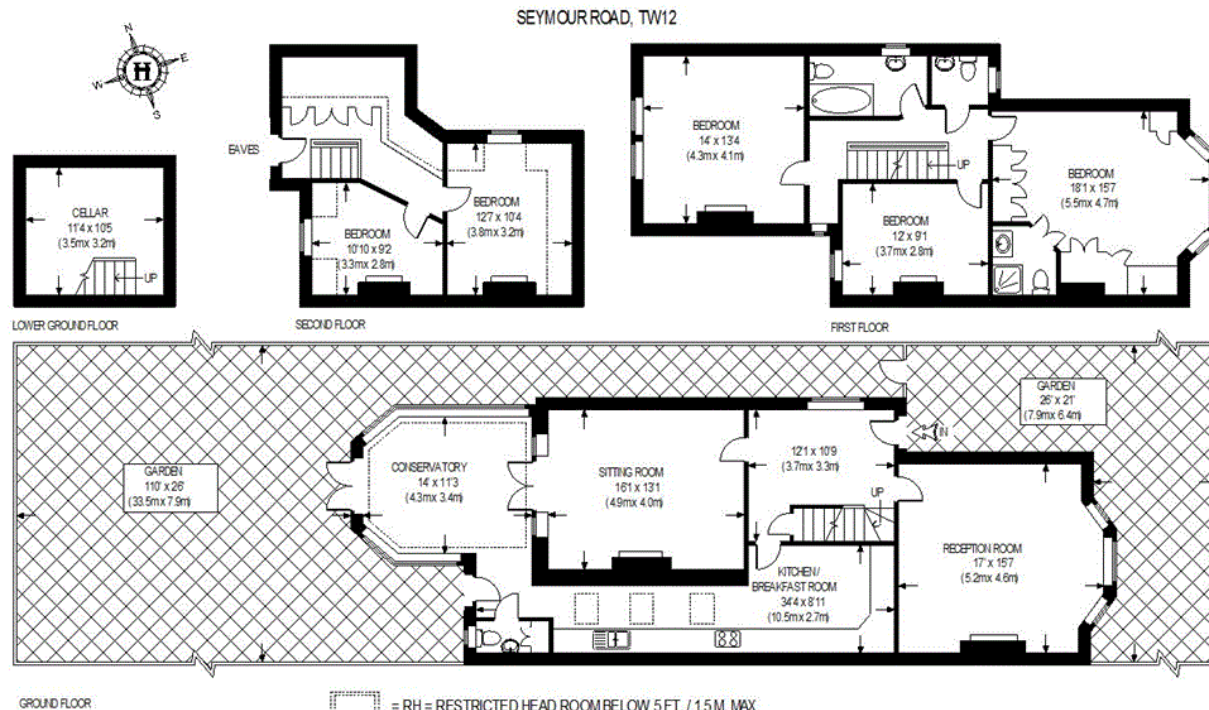 SEYMOUR ROAD, TW12
N
W
E
S
H
EAVES
CELLAR
11'4 x 10'5
(3.5m x 3.2m)
UP
LOWER GROUND FLOOR
BEDROOM
10'10 x 9'2
(3.3m x 2.8m)
BEDROOM
12'7 x 10'4
(3.8m x 3.2m)
SECOND FLOOR
BEDROOM
14' x 13'4
(4.3m x 4.1m)
UP
BEDROOM
12' x 9'1
(3.7m x 2.8m)
BEDROOM
18'1 x 15'7
(5.5m x 4.7m)
FIRST FLOOR
GARDEN
110' x 26'
(33.5m x 7.9m)
CONSERVATORY
14' x 11'3
(4.3m x 3.4m)
SITTING ROOM
16'1 x 13'1
(4.9m x 4.0m)
12'1 x 10'9
(3.7m x 3.3m)
UP
IN
GARDEN
26' x 21'
(7.9m x 6.4m)
KITCHEN /
BREAKFAST ROOM
34'4 x 8'11
(10.5m x 2.7m)
RECEPTION ROOM
17' x 15'7
(5.2m x 4.6m)
GROUND FLOOR
= RH = RESTRICTED HEAD ROOM BELOW 5 FT. / 1.5 M. MAX